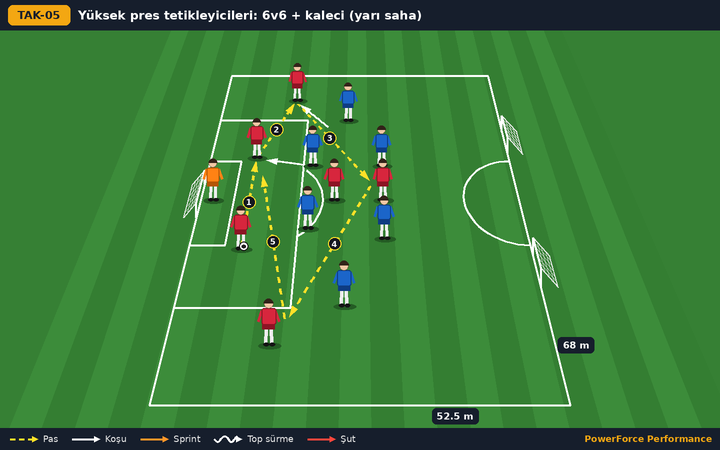 TAK-05 Yüksek pres tetikleyicileri: 6v6 + kaleci (yarı saha)
2
3
1
5
4
68 m
52.5 m
Pas Koşu Sprint Top sürme Şut PowerForce Performance